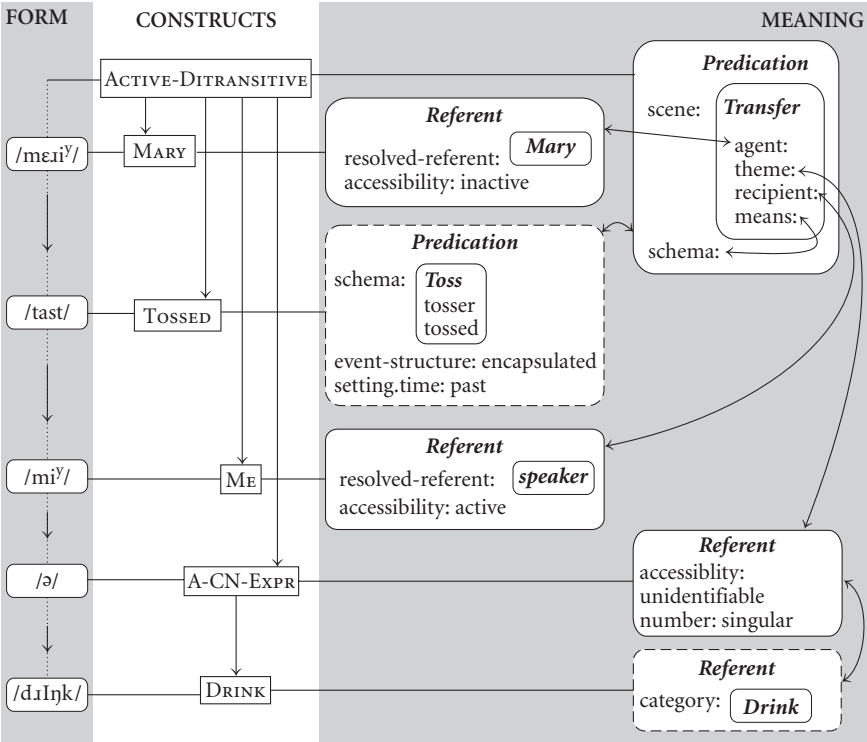 FORM
CONSTRUCTS
MEANING
ACTIVE-DITRANSITIVE
Predication
scene: Transfer
agent:
theme:
recipient:
means:
schema:
/mɛɹiʸ/
MARY
Referent
resolved-referent: Mary
accessibility: inactive
/tast/
TOSSED
Predication
schema: Toss
tosser
tossed
event-structure: encapsulated
setting.time: past
/miʸ/
ME
Referent
resolved-referent: speaker
accessibility: active
/ə/
A-CN-EXPR
Referent
accessiblity:
unidentifiable
number: singular
/dɹIŋk/
DRINK
Referent
category: Drink